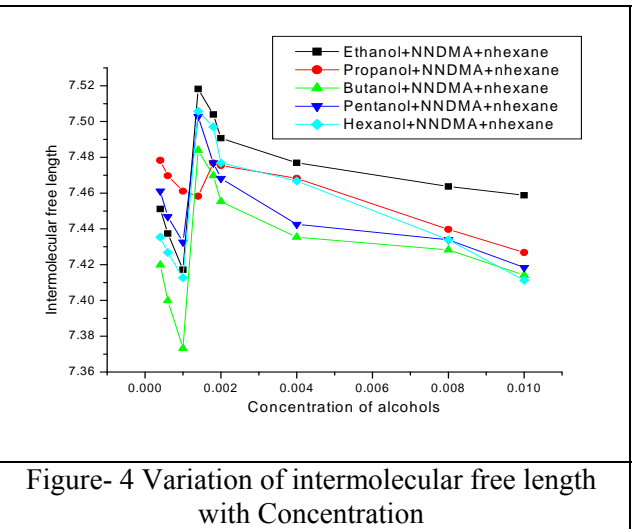 Ethanol+NNDMA+nhexane
Propanol+NNDMA+nhexane
Butanol+NNDMA+nhexane
Pentanol+NNDMA+nhexane
Hexanol+NNDMA+nhexane
7.52
7.50
7.48
7.46
7.44
7.42
7.40
7.38
7.36
Intermolecular free length
0.000 0.002 0.004 0.006 0.008 0.010
Concentration of alcohols
Figure- 4 Variation of intermolecular free length
with Concentration